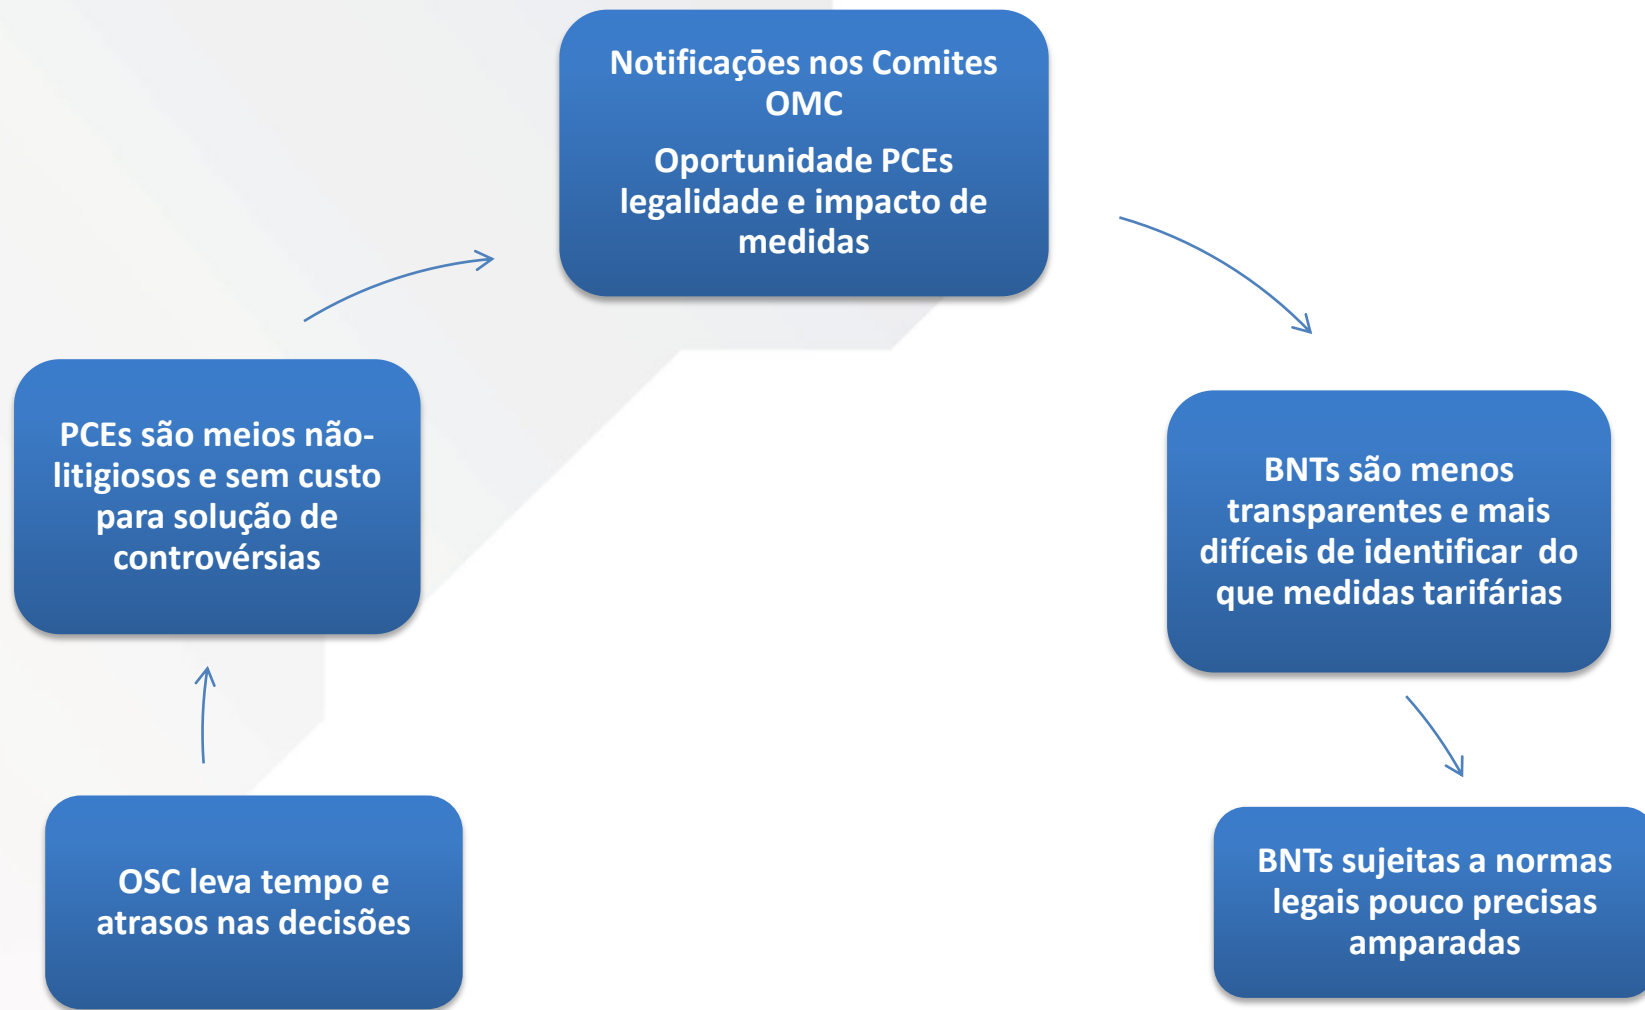 Notificações nos Comites
OMC
Oportunidade PCEs
legalidade e impacto de
medidas
PCEs são meios não-
litigiosos e sem custo
para solução de
controvérsias
BNTs são menos
transparentes e mais
difíceis de identificar do
que medidas tarifárias
OSC leva tempo e
atrasos nas decisões
BNTs sujeitas a normas
legais pouco precisas
amparadas